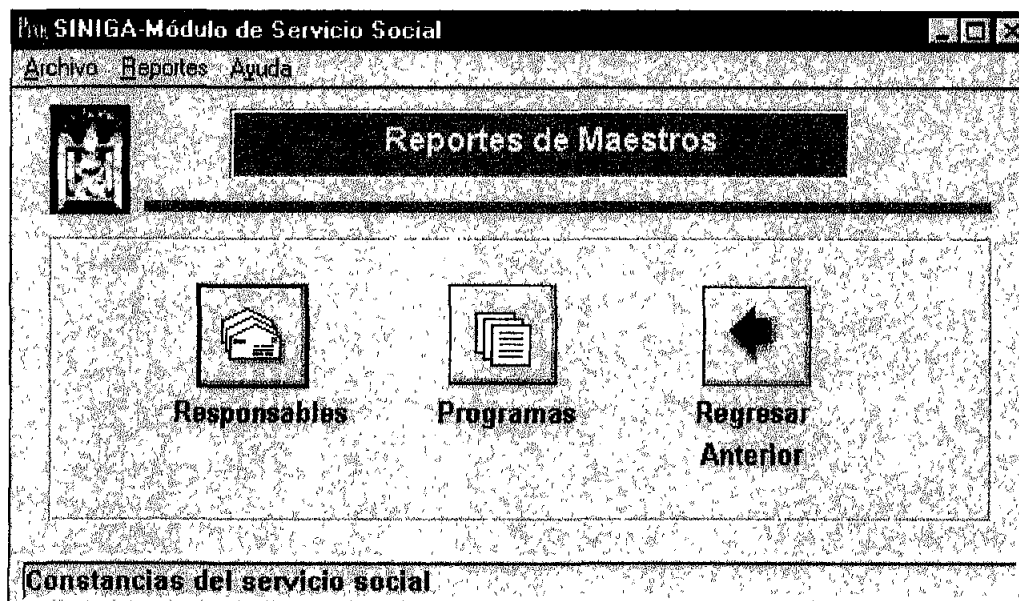 SINIGA-Módulo de Servicio Social
Archivo Reportes Ayuda
Reportes de Maestros
Responsables Programas Regresar
Anterior
Constancias del servicio social